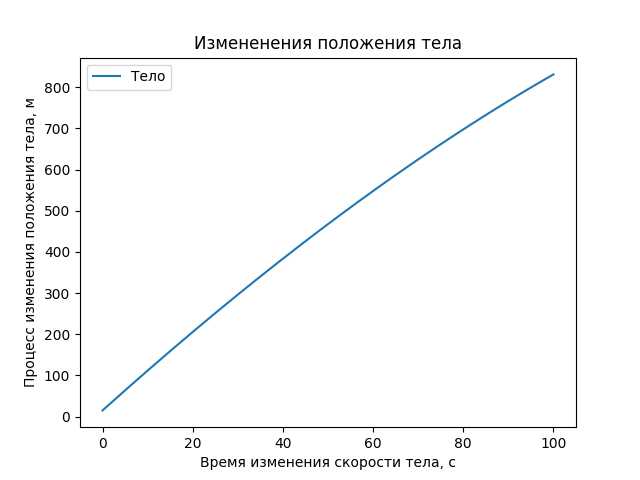 Измененения положения тела
Тело
Процесс изменения положения тела, м
800
700
600
500
400
300
200
100
0
0 20 40 60 80 100
Время изменения скорости тела, с